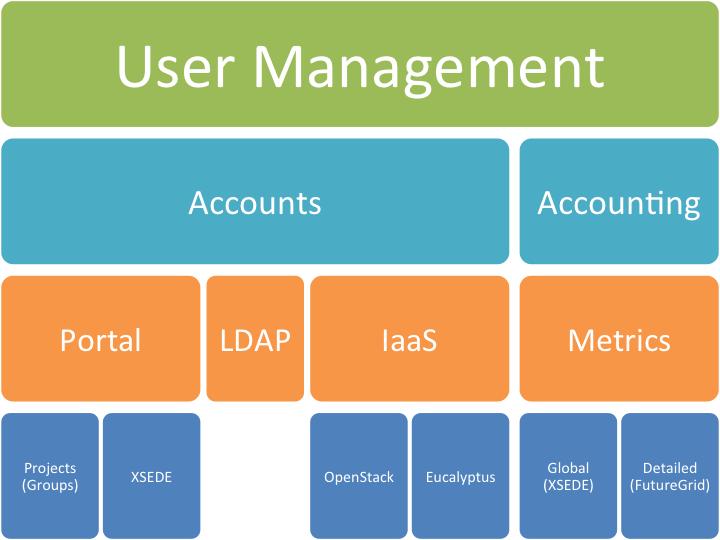 User Management
Accounts
Accounting
Portal
LDAP
IaaS
Metrics
Projects
(Groups)
XSEDE
OpenStack
Eucalyptus
Global
(XSEDE)
Detailed
(FutureGrid)